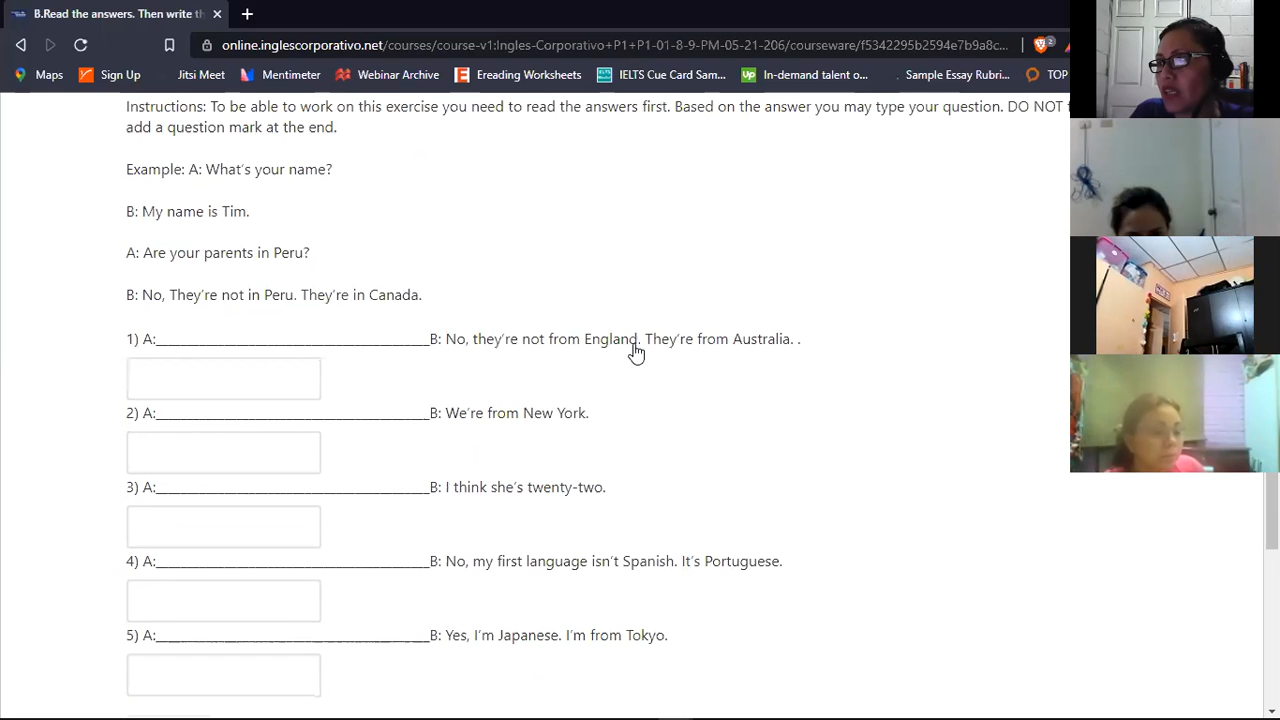 B.Read the answers. Then write th
online.inglescorporativo.net/courses/course-v1:Ingles-Corporativo+P1+P1-01-8-9-PM-05-21-206/courseware/f5342295b2594e7b9a8c...
2
Maps Sign Up Jitsi Meet Mentimeter Webinar Archive Ending Worksheets IELTS Cue Card Sam... In-demand talent o... Sample Essay Rubri... TOP
Instructions: To be able to work on this exercise you need to read the answers first. Based on the answer you may type your question. DO NOT
add a question mark at the end.
Example: A: What's your name?
B: My name is Tim.
A: Are your parents in Peru?
B: No, They're not in Peru. They're in Canada.
1) A:______________________________B: No, they're not from England. They're from Australia. .
2) A:______________________________B: We're from New York.
3) A:______________________________B: I think she's twenty-two.
4) A:______________________________B: No, my first language isn't Spanish. It's Portuguese.
5) A:______________________________B: Yes, I'm Japanese. I'm from Tokyo.